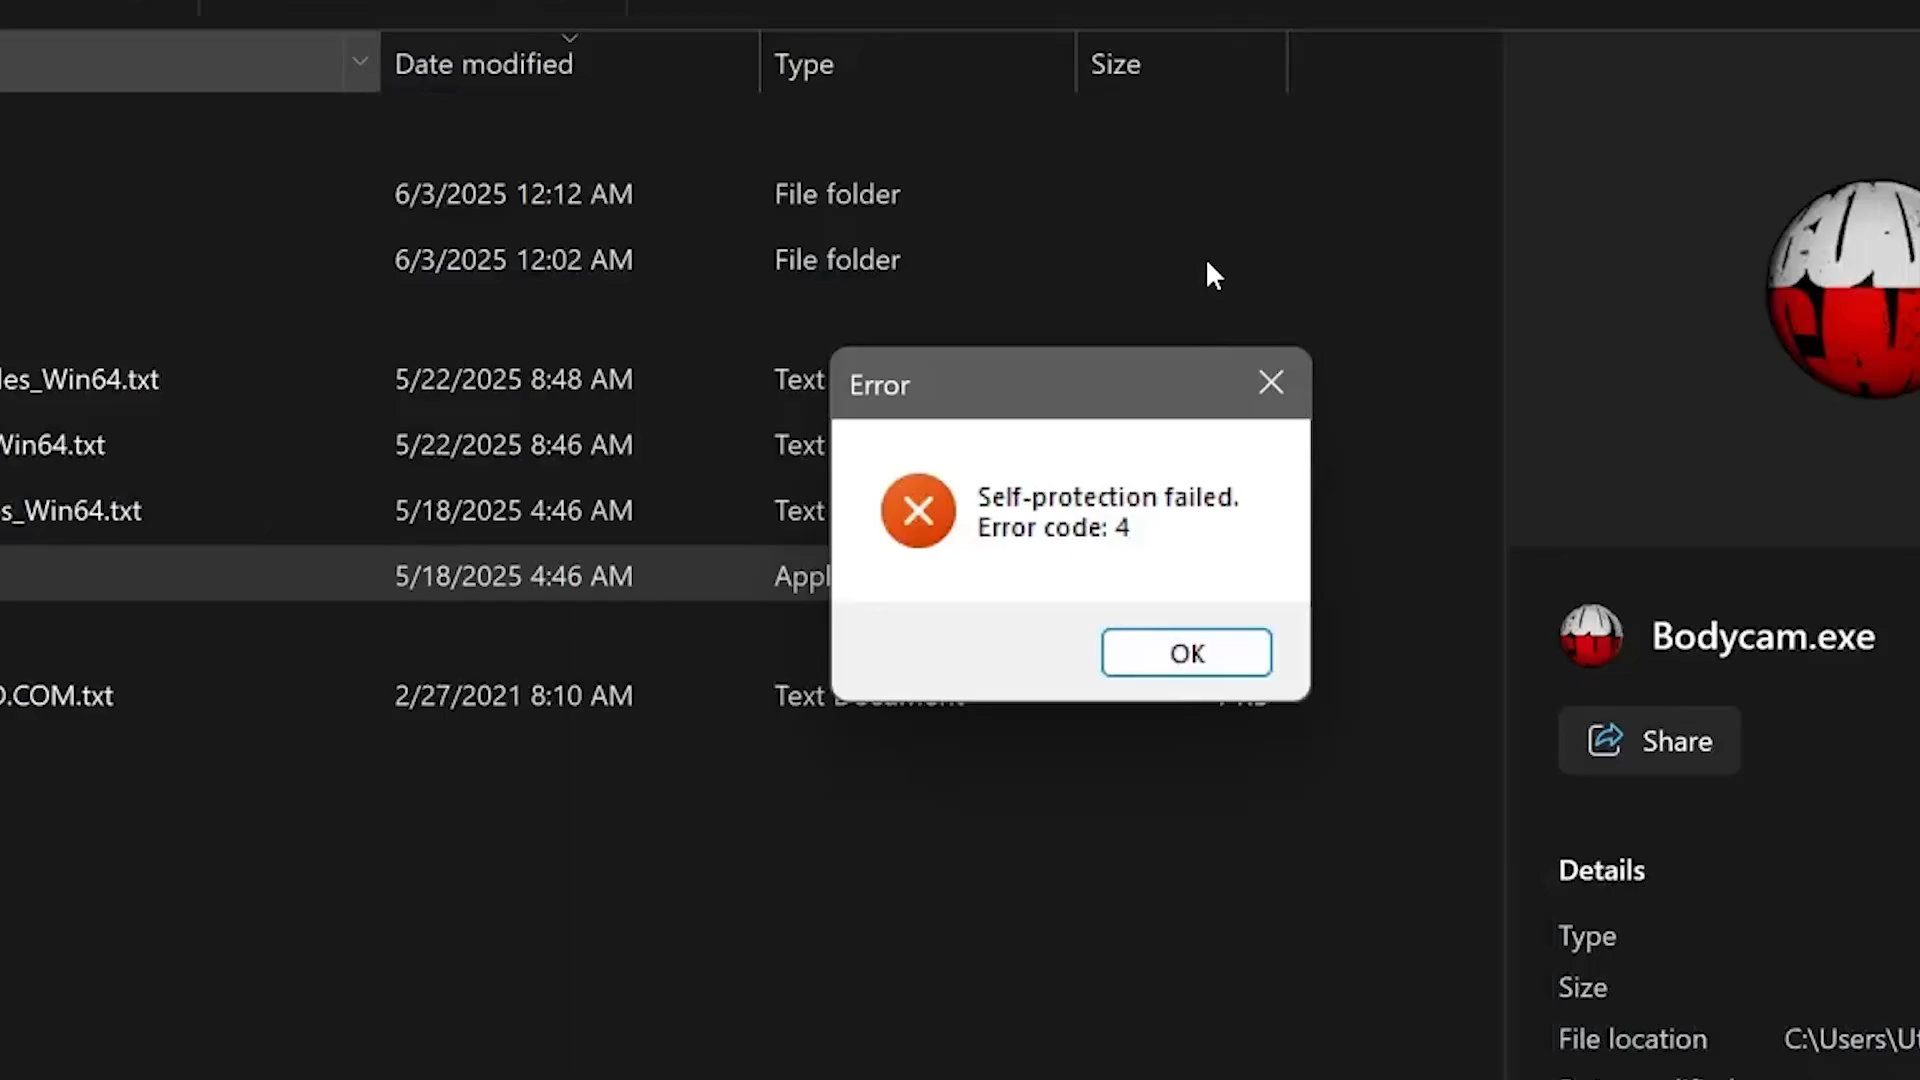 Date modified Type Size
6/3/2025 12:12 AM File folder
6/3/2025 12:02 AM File folder
les_Win64.txt 5/22/2025 8:48 AM Text
Win64.txt 5/22/2025 8:46 AM Text
s_Win64.txt 5/18/2025 4:46 AM Text
5/18/2025 4:46 AM Appl
.COM.txt 2/27/2021 8:10 AM Text
Error
Self-protection failed.
Error code: 4
OK
Bodycam.exe
Share
Details
Type
Size
File location C:\Users\Ut